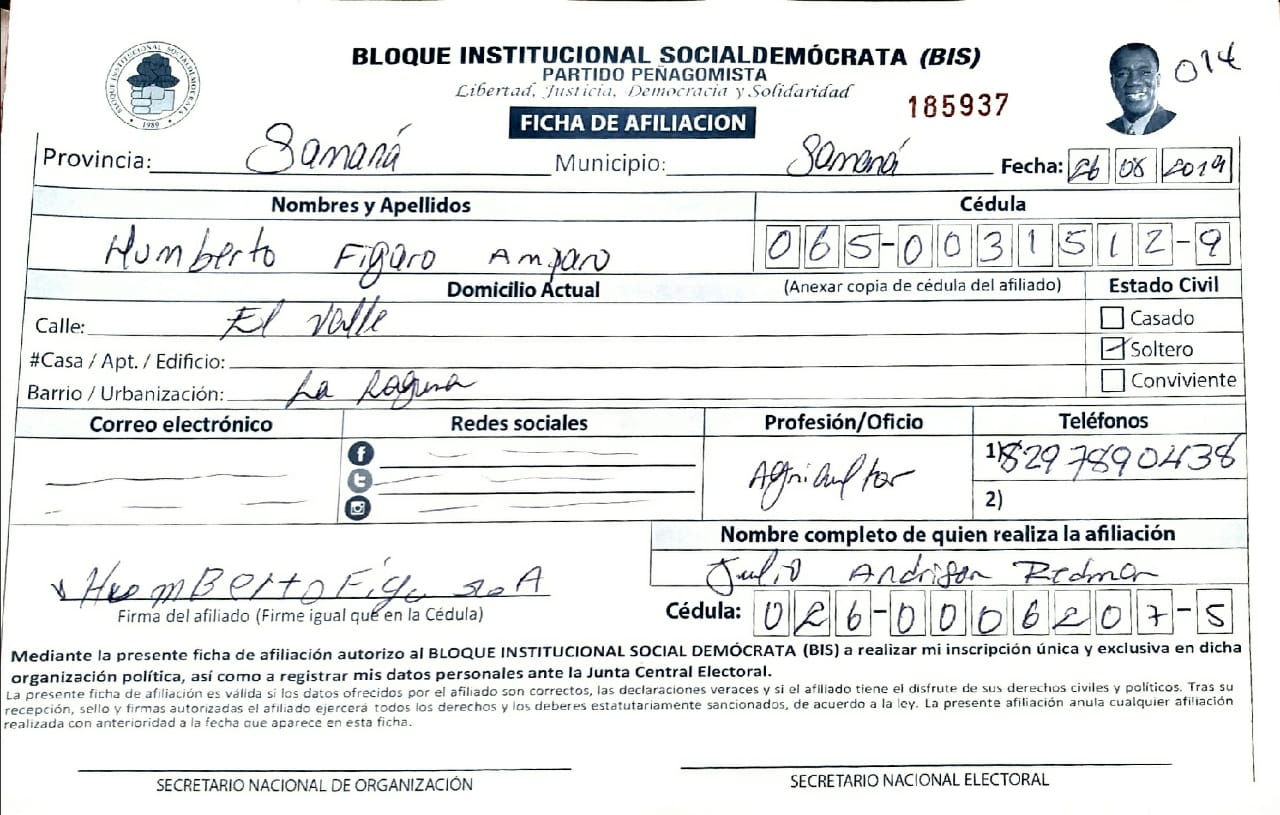 BLOQUE INSTITUCIONAL SOCIALDEMÓCRATA (BIS)
PARTIDO PEÑAGOMISTA
Libertad, Justicia, Democracia y Solidaridad
014
185937
FICHA DE AFILIACION
BLOQUE INSTITUCIONAL SOCIALDEMOCRATA
1989
Provincia: Samaná Municipio: Samaná Fecha: 26 08 2019
Nombres y Apellidos Cédula
Humberto Figaro Amparo 065-0031512-9
Domicilio Actual (Anexar copia de cédula del afiliado) Estado Civil
Calle: El Valle Casado
#Casa / Apt. / Edificio: Soltero
Barrio / Urbanización: La Laguna Conviviente
Correo electrónico Redes sociales Profesión/Oficio Teléfonos
Agricultor 1) 8297890438
2)
Nombre completo de quien realiza la afiliación
Julio Andrison Redman
HumBerto Figuereo A
Firma del afiliado (Firme igual que en la Cédula) Cédula: 026-0006207-5
Mediante la presente ficha de afiliación autorizo al BLOQUE INSTITUCIONAL SOCIAL DEMÓCRATA (BIS) a realizar mi inscripción única y exclusiva en dicha
organización política, así como a registrar mis datos personales ante la Junta Central Electoral.
La presente ficha de afiliación es válida si los datos ofrecidos por el afiliado son correctos, las declaraciones veraces y si el afiliado tiene el disfrute de sus derechos civiles y políticos. Tras su
recepción, sello y firmas autorizadas el afiliado ejercerá todos los derechos y los deberes estatutariamente sancionados, de acuerdo a la ley. La presente afiliación anula cualquier afiliación
realizada con anterioridad a la fecha que aparece en esta ficha.
SECRETARIO NACIONAL DE ORGANIZACIÓN SECRETARIO NACIONAL ELECTORAL